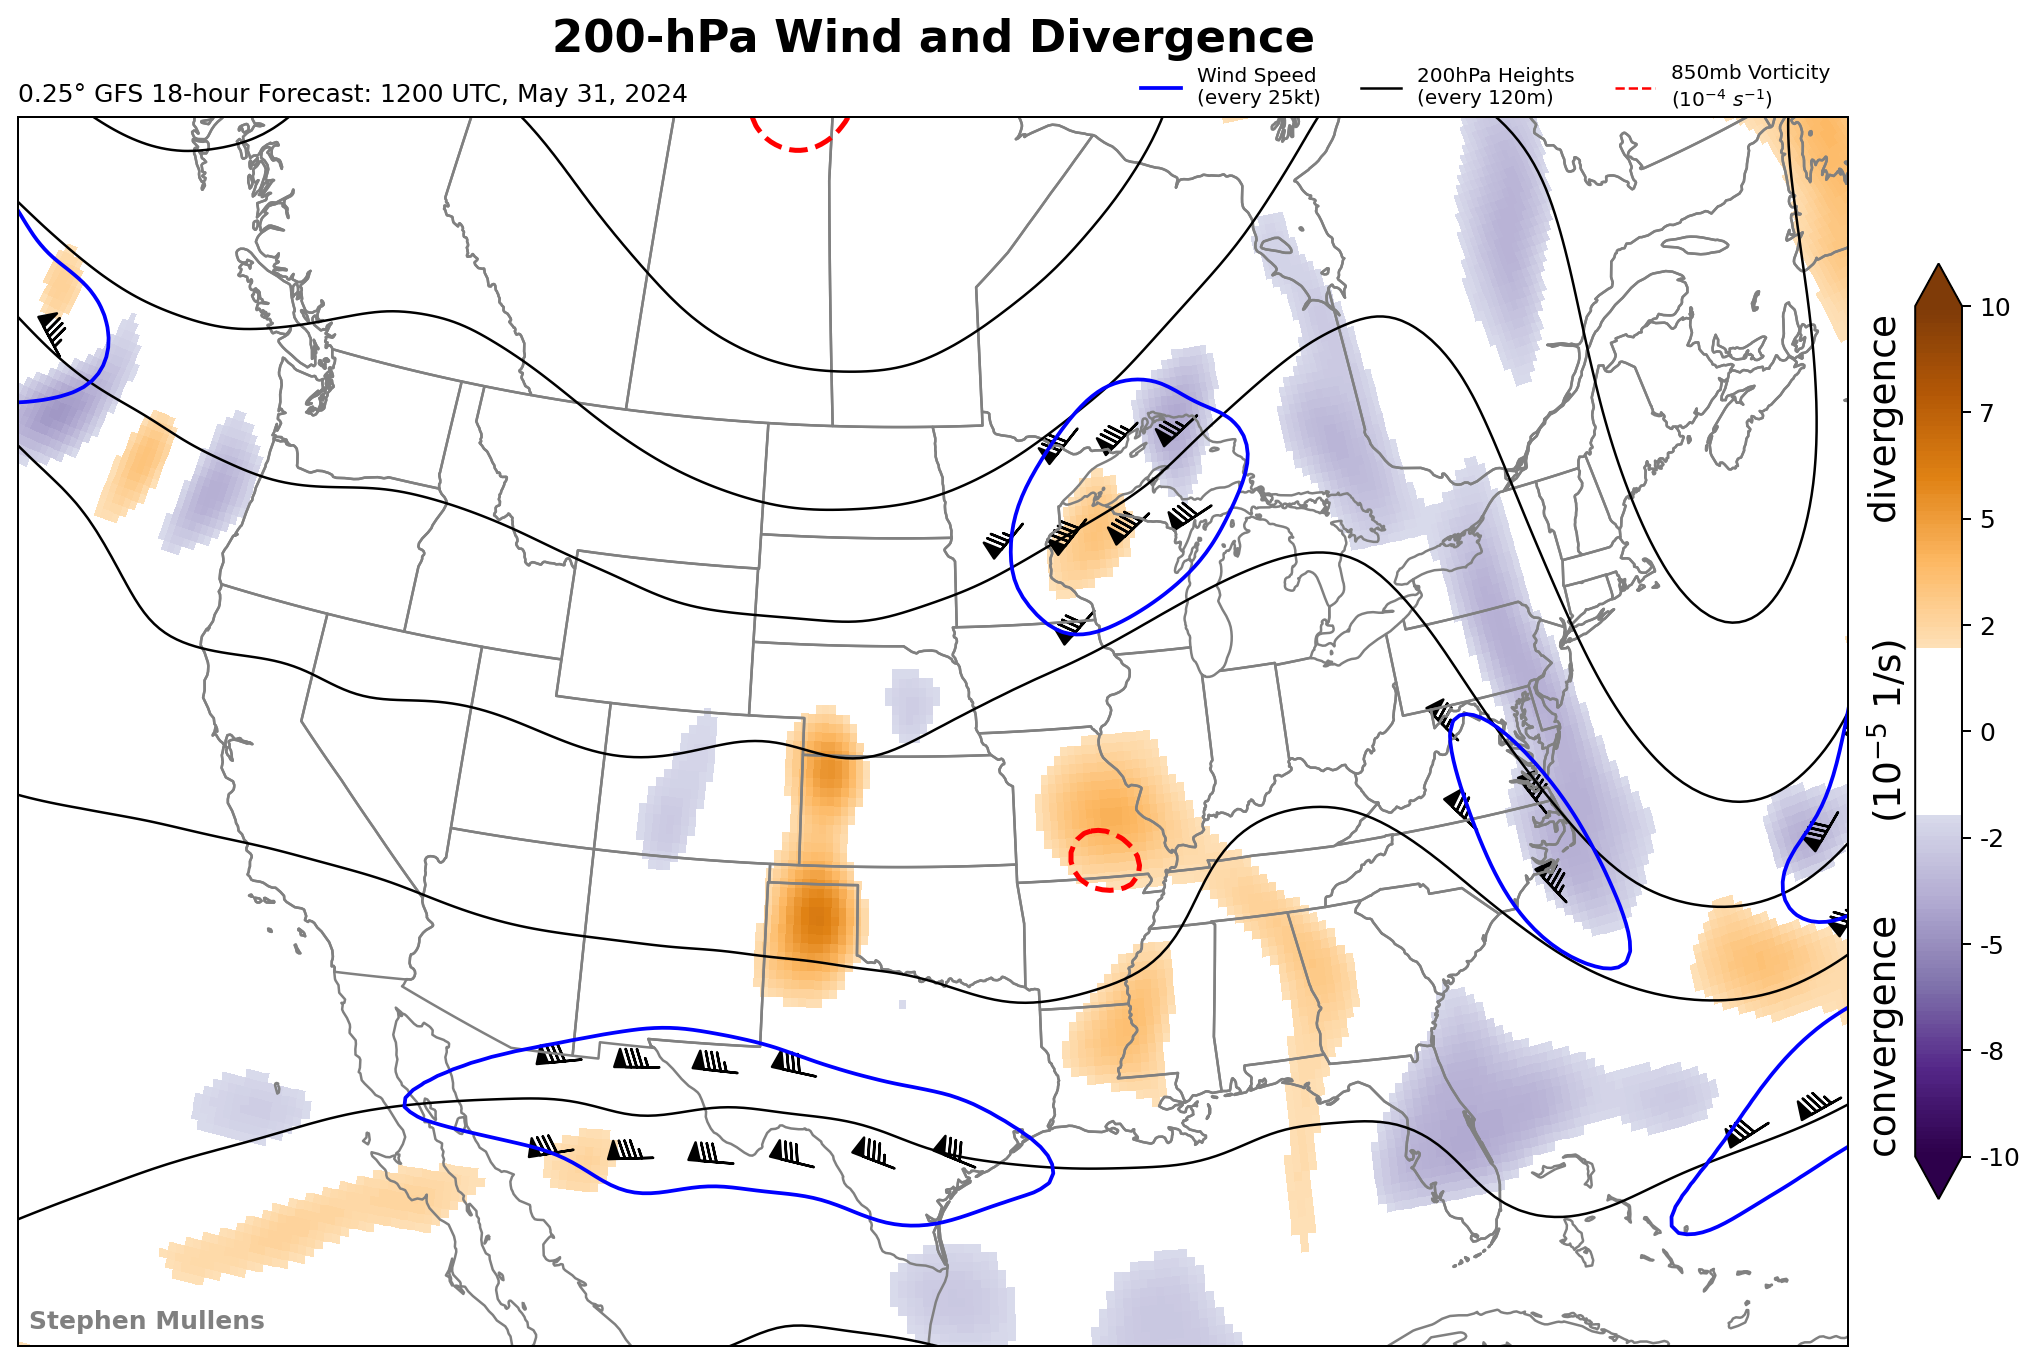 200-hPa Wind and Divergence
0.25° GFS 18-hour Forecast: 1200 UTC, May 31, 2024
Wind Speed
(every 25kt)
200hPa Heights
(every 120m)
850mb Vorticity
(10⁻⁴ s⁻¹)
10
7
5
2
0
-2
-5
-8
-10
convergence (10⁻⁵ 1/s) divergence
Stephen Mullens